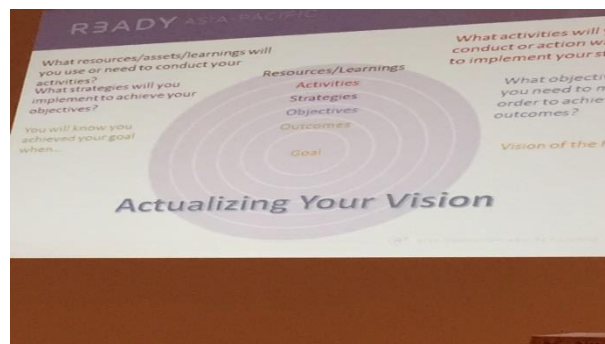 R3ADY ASIA-PACIFIC
What resources/assets/learnings will
you use or need to conduct your
activities?
What strategies will you
implement to achieve your
objectives?
You will know you
achieved your goal
when...
Resources/Learnings
Activities
Strategies
Objectives
Outcomes
Goal
What activities will
conduct or action
to implement your
What
you need to
order to
outcomes?
Vision of the
Actualizing Your Vision